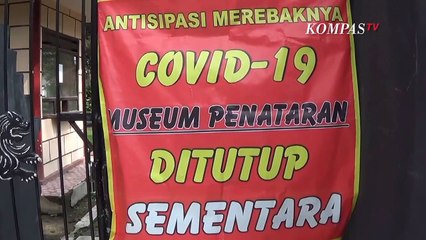 KOMPASTV
ANTISIPASI MEREBAKNYA
COVID-19
MUSEUM PENATARAN
DITUTUP
SEMENTARA